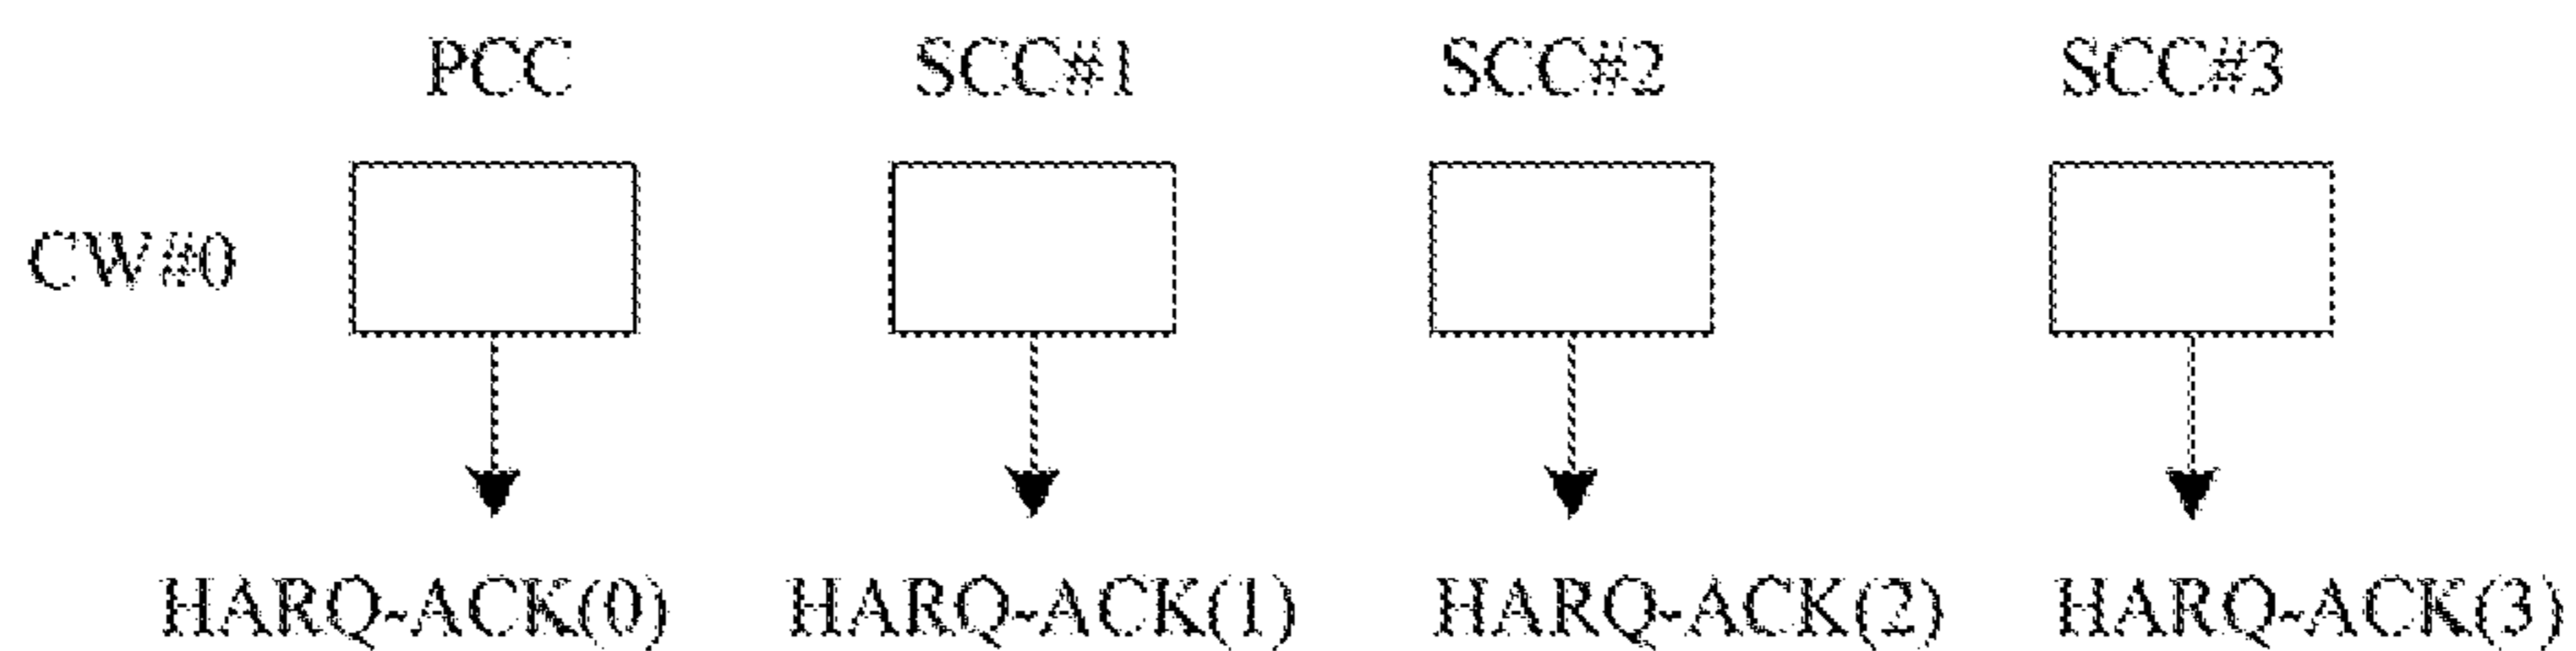 PCC SCC#1 SCC#2 SCC#3
CW#0
HARQ-ACK(0) HARQ-ACK(1) HARQ-ACK(2) HARQ-ACK(3)